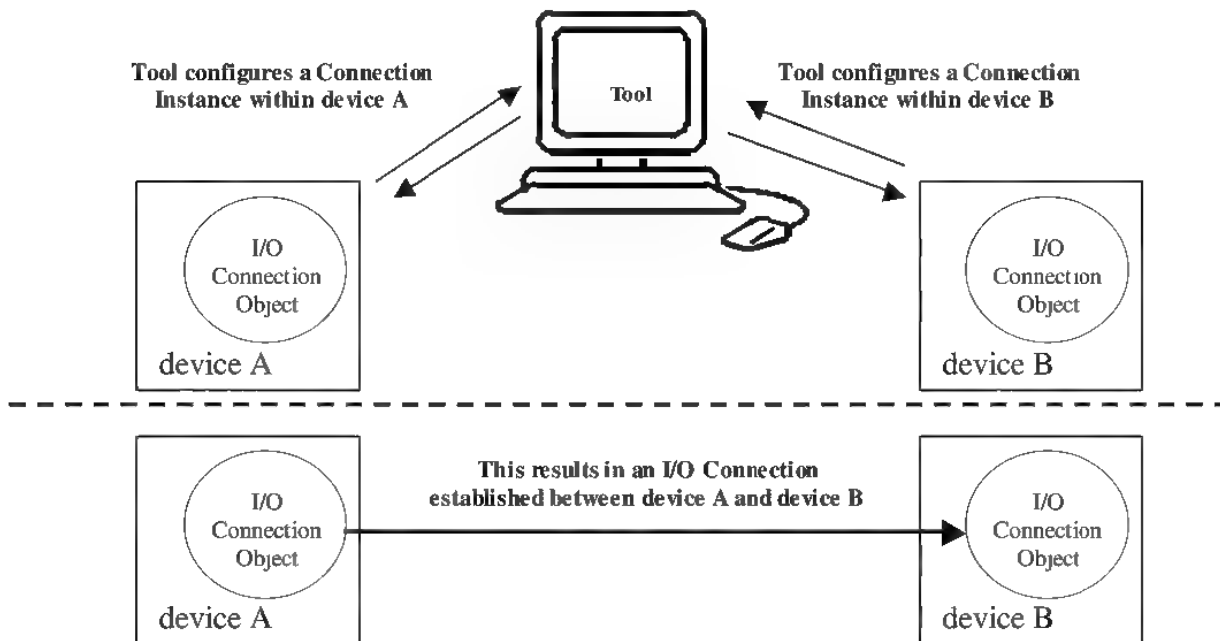 Tool configures a Connection
Instance within device A
Tool
Tool configures a Connection
Instance within device B
I/O
Connection
Object
device A
I/O
Connection
Object
device B
This results in an I/O Connection
established between device A and device B
I/O
Connection
Object
device A
I/O
Connection
Object
device B